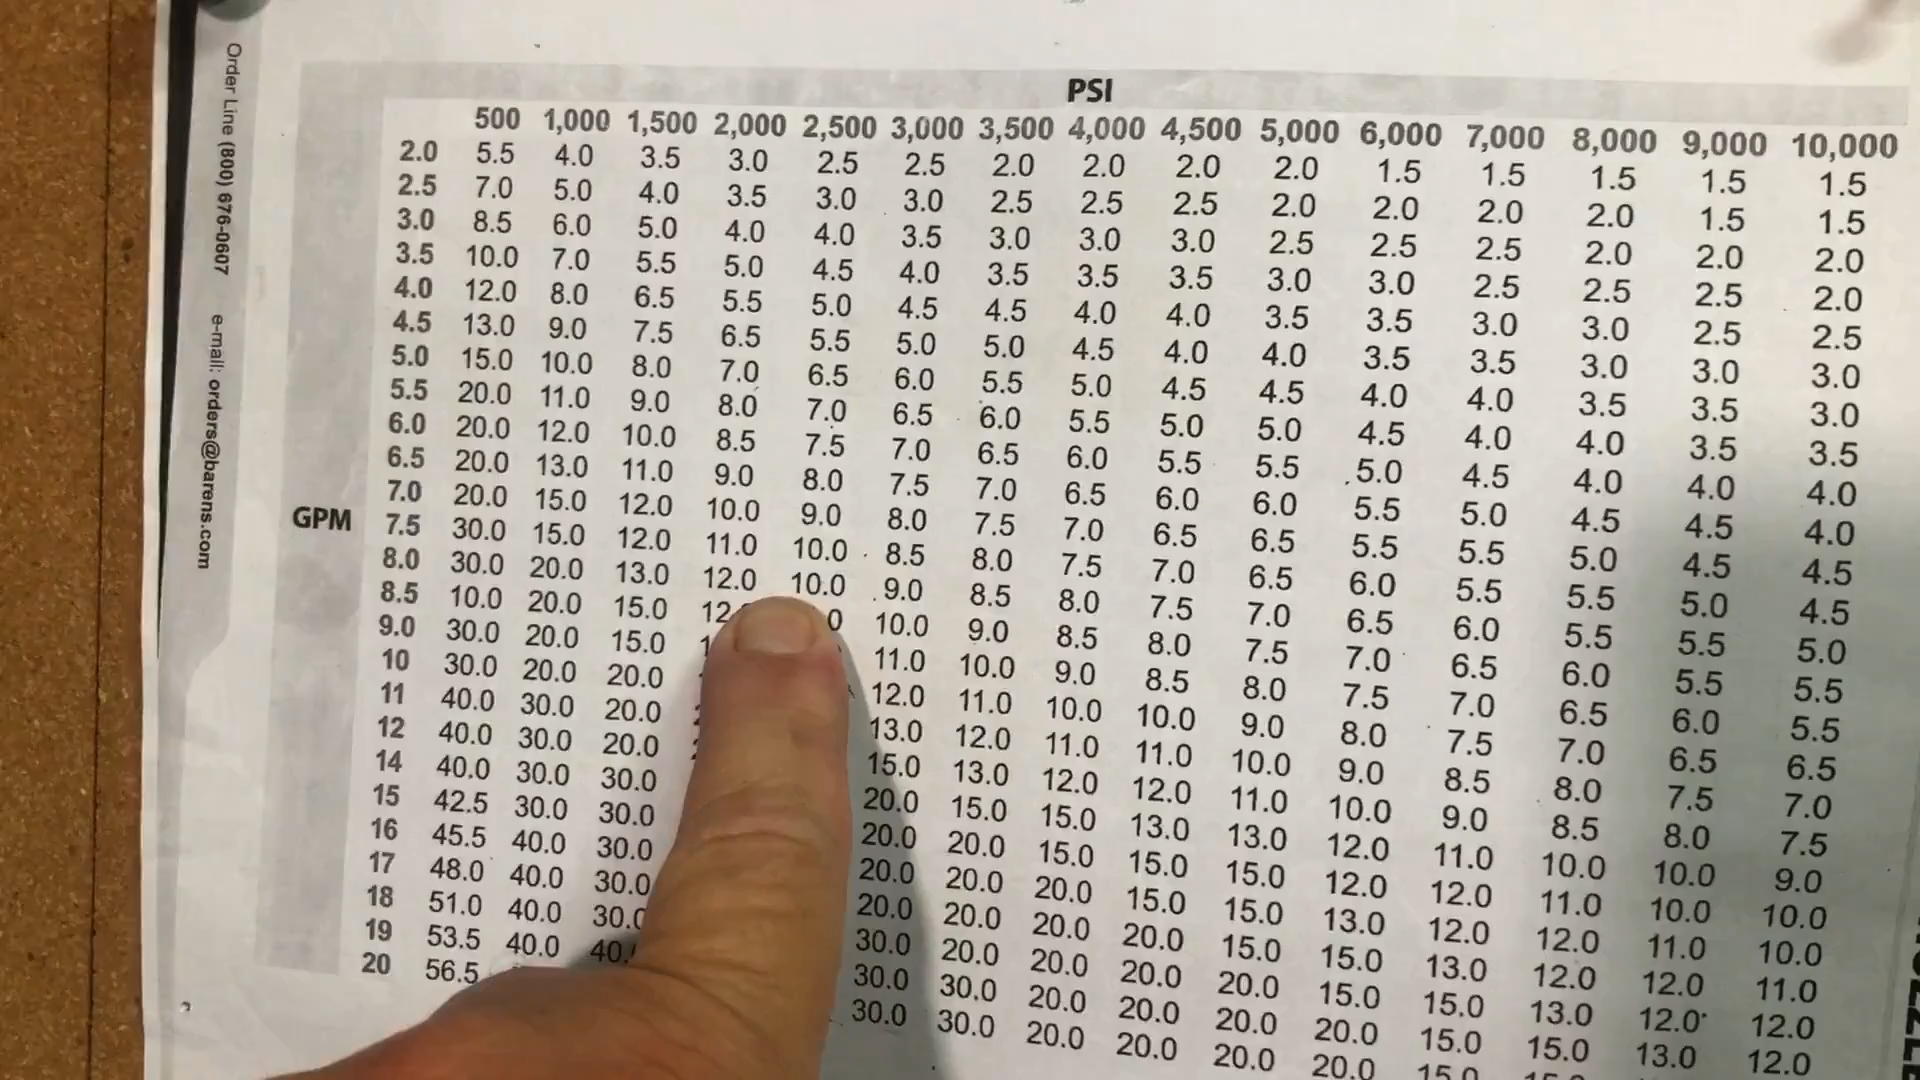 Order Line (800) 676-0607 e-mail: orders@barens.com
PSI
500 1,000 1,500 2,000 2,500 3,000 3,500 4,000 4,500 5,000 6,000 7,000 8,000 9,000 10,000
2.0 5.5 4.0 3.5 3.0 2.5 2.5 2.0 2.0 2.0 2.0 1.5 1.5 1.5 1.5 1.5
2.5 7.0 5.0 4.0 3.5 3.0 3.0 2.5 2.5 2.5 2.0 2.0 2.0 2.0 1.5 1.5
3.0 8.5 6.0 5.0 4.0 4.0 3.5 3.0 3.0 3.0 2.5 2.5 2.5 2.0 2.0 2.0
3.5 10.0 7.0 5.5 5.0 4.5 4.0 3.5 3.5 3.5 3.0 3.0 2.5 2.5 2.5 2.0
4.0 12.0 8.0 6.5 5.5 5.0 4.5 4.5 4.0 4.0 3.5 3.5 3.0 3.0 2.5 2.5
4.5 13.0 9.0 7.5 6.5 5.5 5.0 5.0 4.5 4.0 4.0 3.5 3.5 3.0 3.0 3.0
5.0 15.0 10.0 8.0 7.0 6.5 6.0 5.5 5.0 4.5 4.5 4.0 4.0 3.5 3.5 3.0
5.5 20.0 11.0 9.0 8.0 7.0 6.5 6.0 5.5 5.0 5.0 4.5 4.0 4.0 3.5 3.5
6.0 20.0 12.0 10.0 8.5 7.5 7.0 6.5 6.0 5.5 5.5 5.0 4.5 4.0 4.0 4.0
6.5 20.0 13.0 11.0 9.0 8.0 7.5 7.0 6.5 6.0 6.0 5.5 5.0 4.5 4.5 4.0
7.0 20.0 15.0 12.0 10.0 9.0 8.0 7.5 7.0 6.5 6.5 5.5 5.5 5.0 4.5 4.5
GPM
7.5 30.0 15.0 12.0 11.0 10.0 8.5 8.0 7.5 7.0 6.5 6.0 5.5 5.5 5.0 4.5
8.0 30.0 20.0 13.0 12.0 10.0 9.0 8.5 8.0 7.5 7.0 6.5 6.0 5.5 5.5 5.0
8.5 10.0 20.0 15.0 10.0 9.0 8.5 8.0 7.5 7.0 6.5 6.0 5.5 5.5
9.0 30.0 20.0 15.0 11.0 10.0 9.0 8.5 8.0 7.5 7.0 6.5 6.0 5.5
10 30.0 20.0 20.0 12.0 11.0 10.0 10.0 9.0 8.0 7.5 7.0 6.5 6.5
11 40.0 30.0 20.0 13.0 12.0 11.0 11.0 10.0 9.0 8.5 8.0 7.5 7.0
12 40.0 30.0 20.0 15.0 13.0 12.0 12.0 11.0 10.0 9.0 8.5 8.0 7.5
14 40.0 30.0 30.0 20.0 15.0 15.0 13.0 13.0 12.0 11.0 10.0 10.0 9.0
15 42.5 30.0 30.0 20.0 20.0 15.0 15.0 15.0 12.0 12.0 11.0 10.0 10.0
16 45.5 40.0 30.0 20.0 20.0 20.0 15.0 15.0 13.0 12.0 12.0 11.0 10.0
17 48.0 40.0 30.0 20.0 20.0 20.0 20.0 15.0 15.0 13.0 12.0 12.0 11.0
18 51.0 40.0 30.0 30.0 20.0 20.0 20.0 20.0 15.0 15.0 13.0 12.0 12.0
19 53.5 40.0 30.0 30.0 20.0 20.0 20.0 20.0 15.0 15.0 13.0 12.0
20 56.5 30.0 30.0 20.0 20.0 20.0 20.0